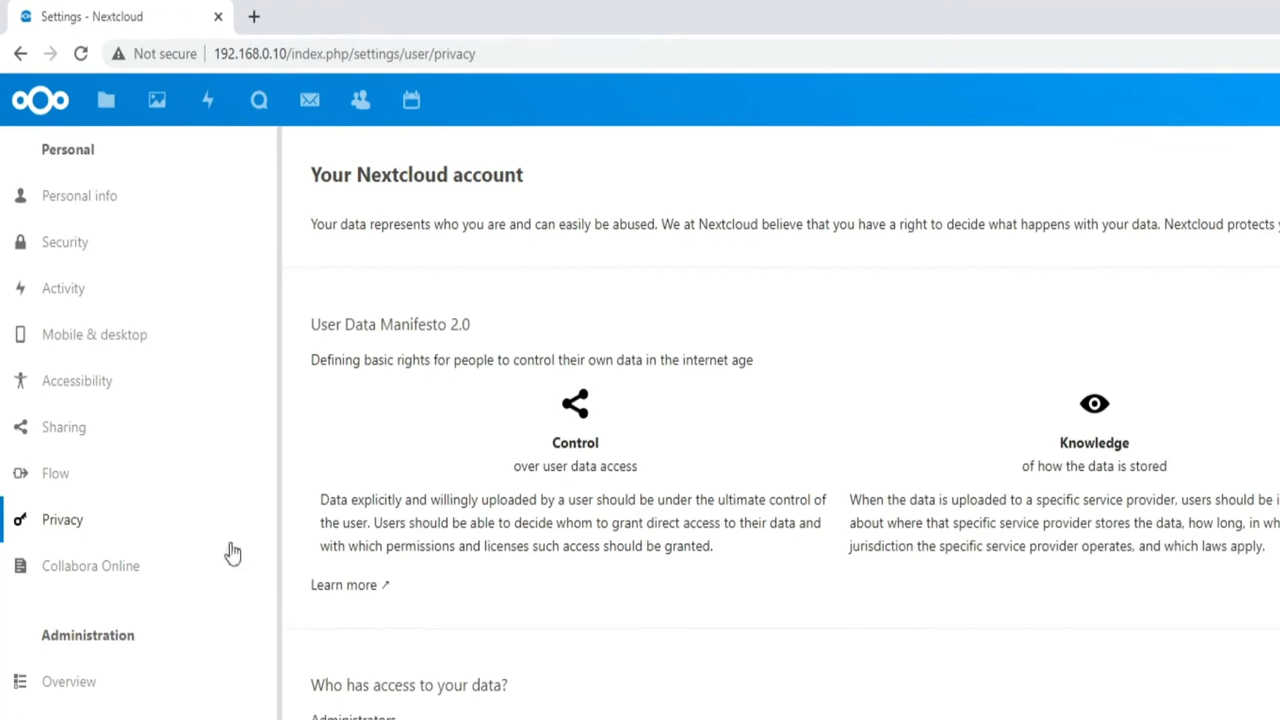 Settings - Nextcloud
Not secure
192.168.0.10/index.php/settings/user/privacy
Personal
Personal info
Security
Activity
Mobile & desktop
Accessibility
Sharing
Flow
Privacy
Collabora Online
Administration
Overview
Your Nextcloud account
Your data represents who you are and can easily be abused. We at Nextcloud believe that you have a right to decide what happens with your data. Nextcloud protects
User Data Manifesto 2.0
Defining basic rights for people to control their own data in the internet age
Control
over user data access
Data explicitly and willingly uploaded by a user should be under the ultimate control of
the user. Users should be able to decide whom to grant direct access to their data and
with which permissions and licenses such access should be granted.
Knowledge
of how the data is stored
When the data is uploaded to a specific service provider, users should be
about where that specific service provider stores the data, how long, in
jurisdiction the specific service provider operates, and which laws apply.
Learn more ↗
Who has access to your data?
Administrators